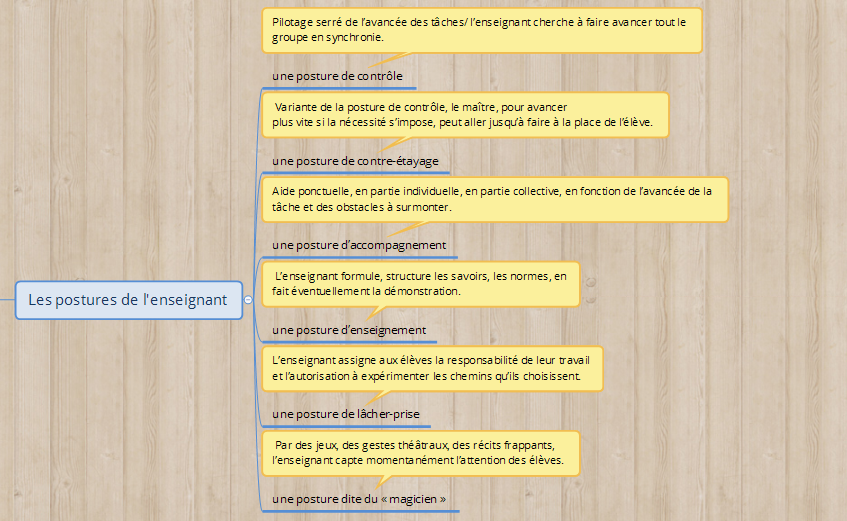 Pilotage serré de l'avancée des tâches/ l'enseignant cherche à faire avancer tout le
groupe en synchronie.
une posture de contrôle
Variante de la posture de contrôle, le maître, pour avancer
plus vite si la nécessité s'impose, peut aller jusqu'à faire à la place de l'élève.
une posture de contre-étayage
Aide ponctuelle, en partie individuelle, en partie collective, en fonction de l'avancée de la
tâche et des obstacles à surmonter.
une posture d'accompagnement
L'enseignant formule, structure les savoirs, les normes, en
fait éventuellement la démonstration.
Les postures de l'enseignant
une posture d'enseignement
L'enseignant assigne aux élèves la responsabilité de leur travail
et l'autorisation à expérimenter les chemins qu'ils choisissent.
une posture de lâcher-prise
Par des jeux, des gestes théâtraux, des récits frappants,
l'enseignant capte momentanément l'attention des élèves.
une posture dite du « magicien »